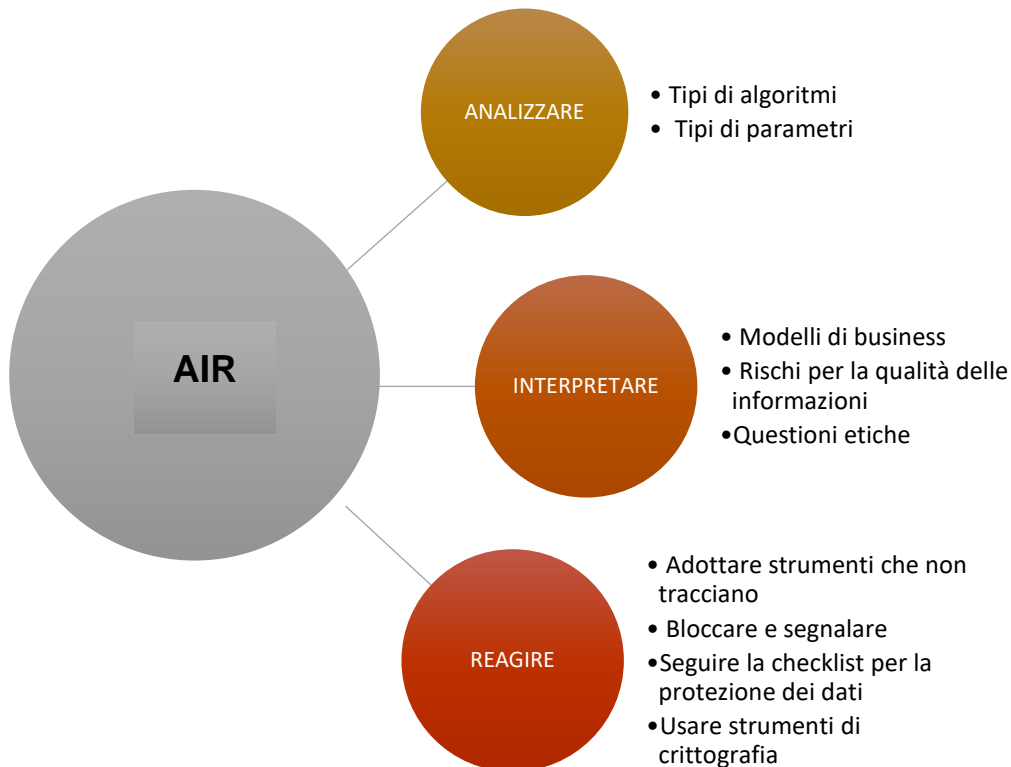 ANALIZZARE
• Tipi di algoritmi
• Tipi di parametri
AIR
INTERPRETARE
• Modelli di business
• Rischi per la qualità delle
informazioni
•Questioni etiche
REAGIRE
• Adottare strumenti che non
tracciano
• Bloccare e segnalare
•Seguire la checklist per la
protezione dei dati
•Usare strumenti di
crittografia